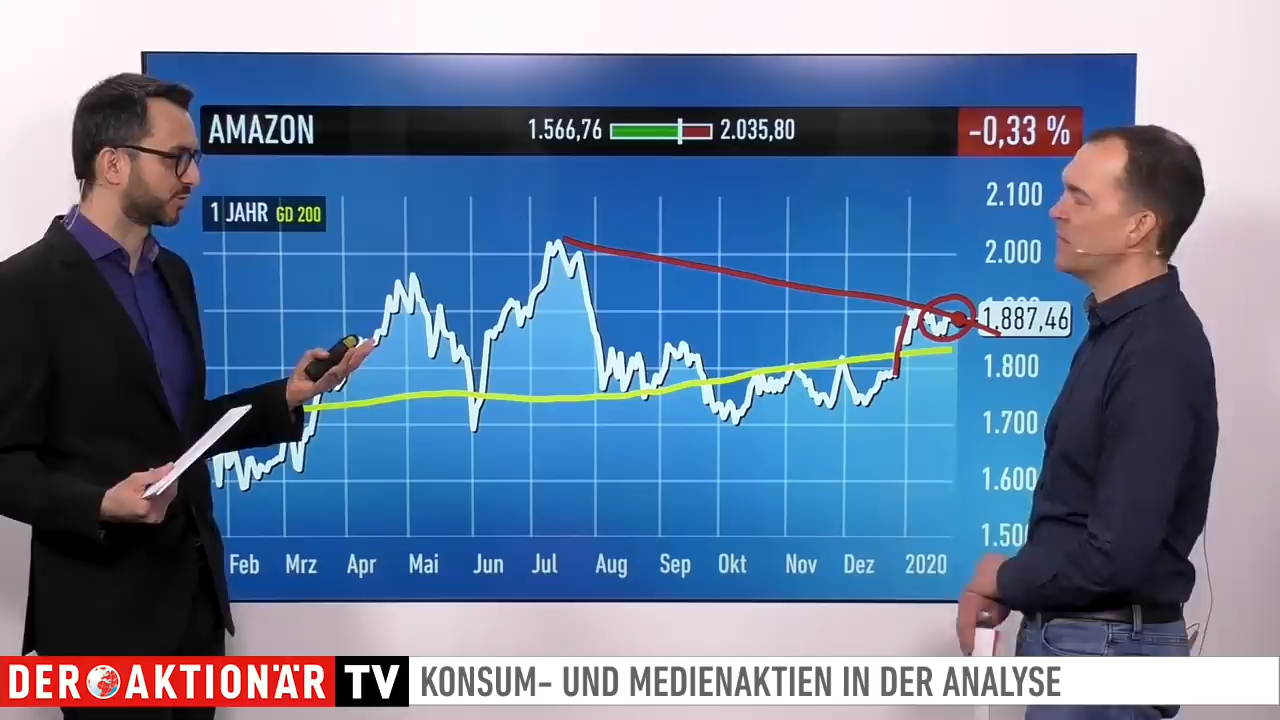 AMAZON
1.566,76
2.035,80
-0,33 %
1 JAHR GD 200
2.100
2.000
1.887,46
1.800
1.700
1.600
1.500
Feb Mrz Apr Mai Jun Jul Aug Sep Okt Nov Dez 2020
DER AKTIONÄR TV
KONSUM- UND MEDIENAKTIEN IN DER ANALYSE